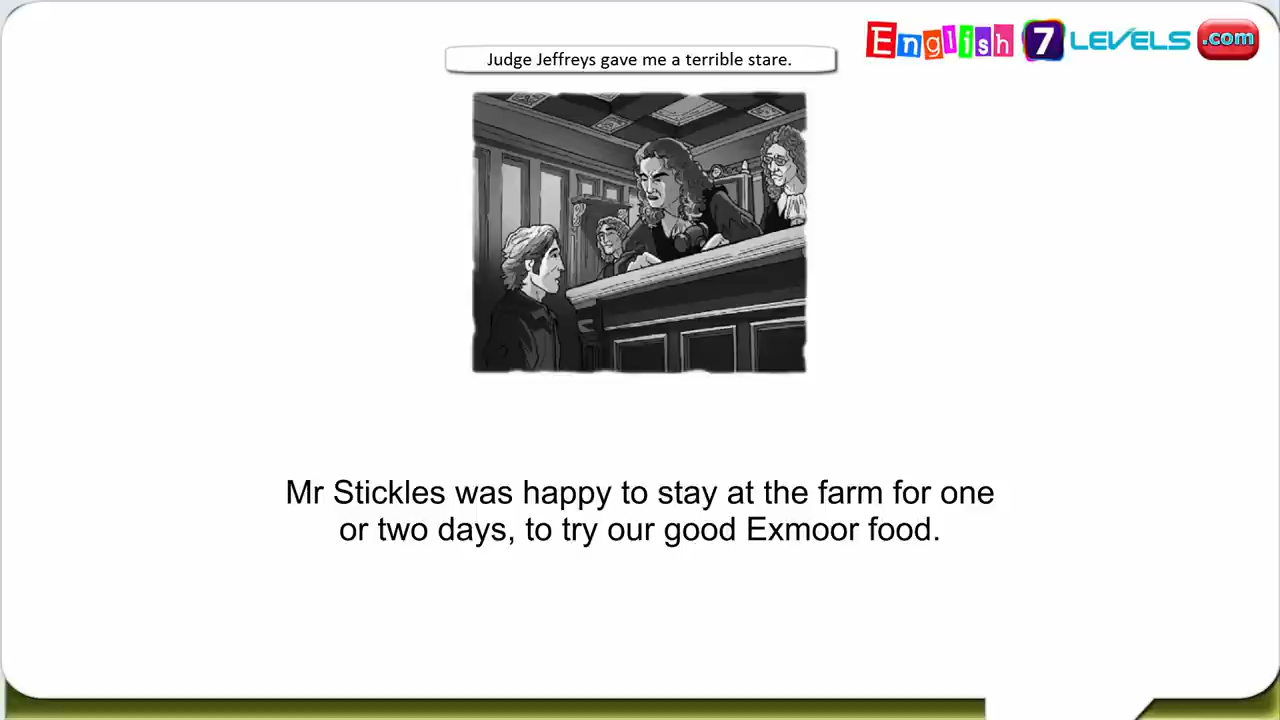 English 7 LEVELS .com
Judge Jeffreys gave me a terrible stare.
Mr Stickles was happy to stay at the farm for one
or two days, to try our good Exmoor food.